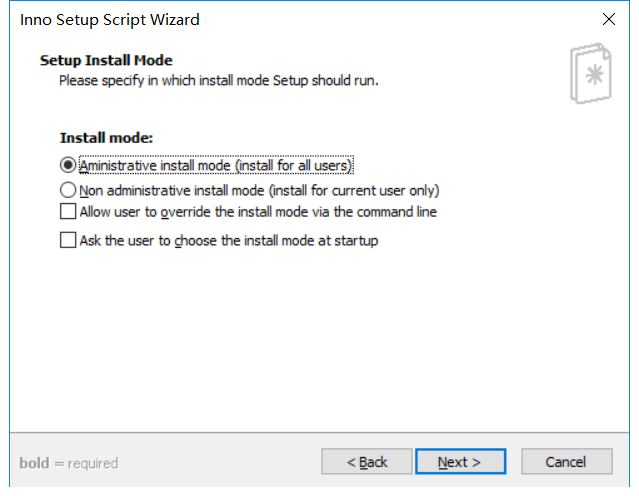 Inno Setup Script Wizard
Setup Install Mode
Please specify in which install mode Setup should run.
Install mode:
Aministrative install mode (install for all users)
Non administrative install mode (install for current user only)
Allow user to override the install mode via the command line
Ask the user to choose the install mode at startup
bold = required
< Back
Next >
Cancel